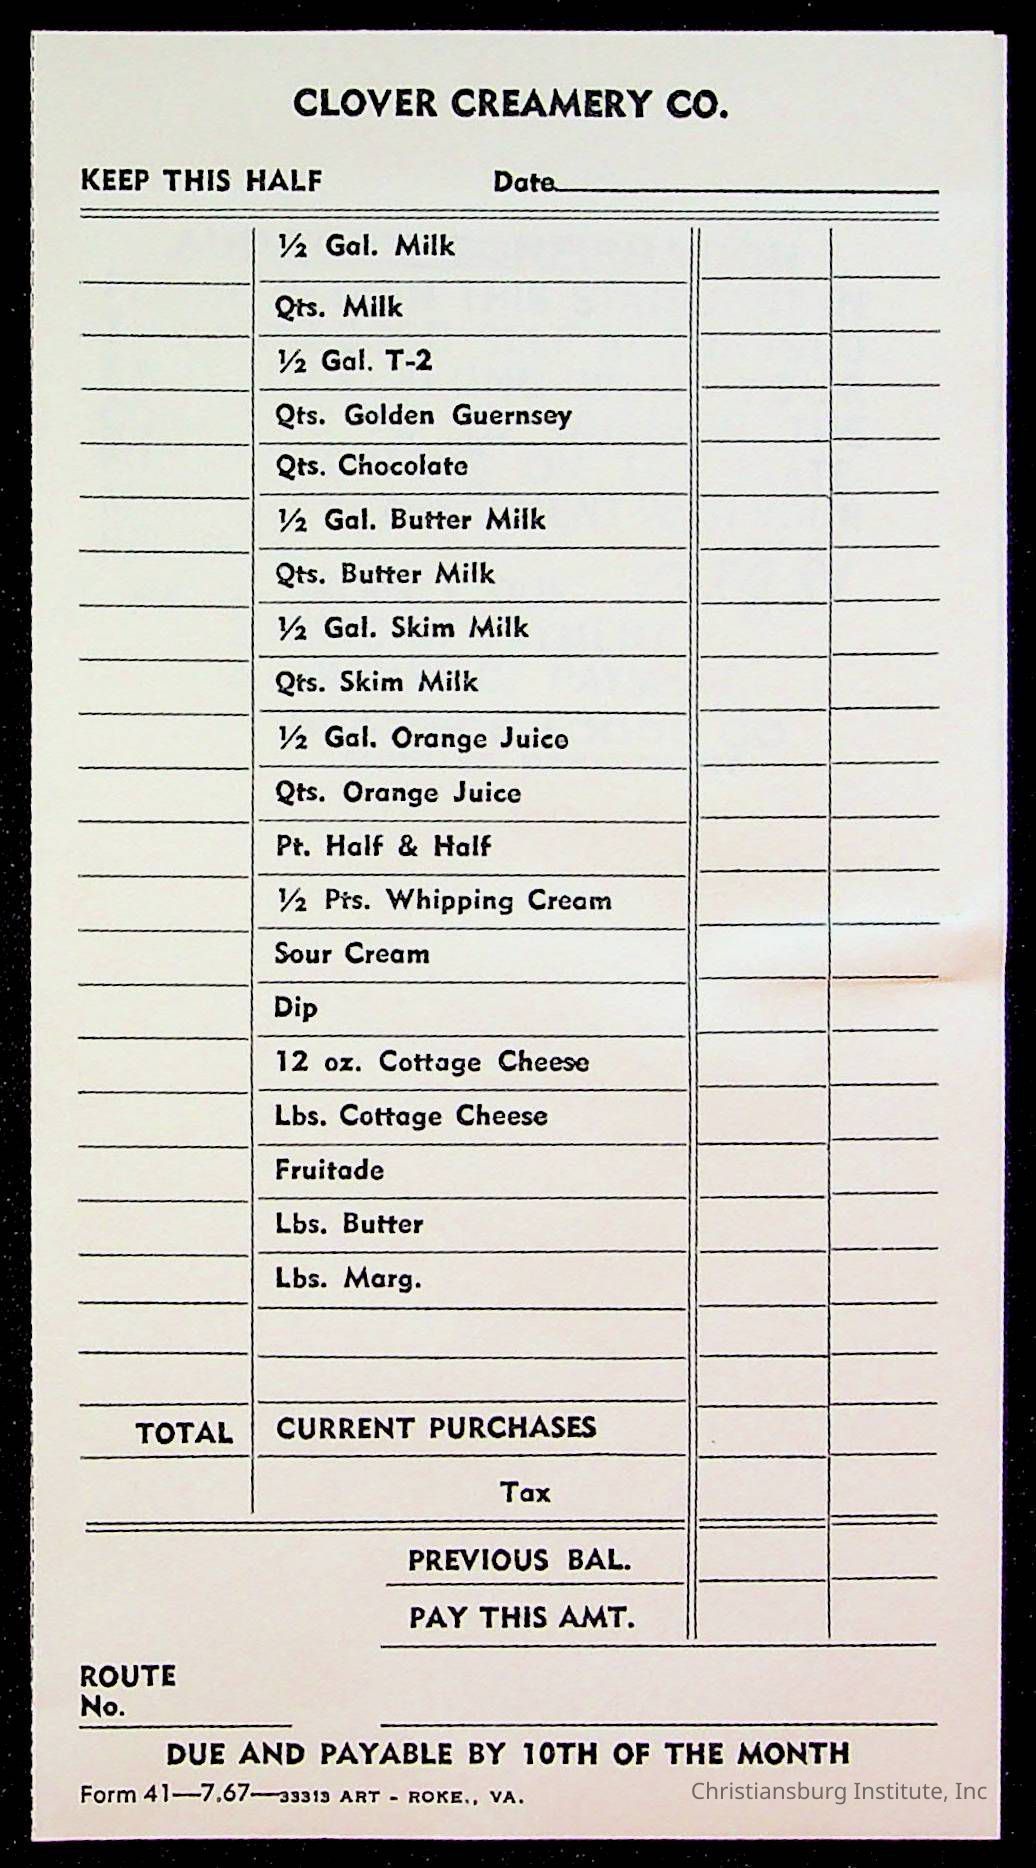 CLOVER CREAMERY CO.
KEEP THIS HALF Date
½ Gal. Milk
Qts. Milk
½ Gal. T-2
Qts. Golden Guernsey
Qts. Chocolate
½ Gal. Butter Milk
Qts. Butter Milk
½ Gal. Skim Milk
Qts. Skim Milk
½ Gal. Orange Juice
Qts. Orange Juice
Pt. Half & Half
½ Pts. Whipping Cream
Sour Cream
Dip
12 oz. Cottage Cheese
Lbs. Cottage Cheese
Fruitade
Lbs. Butter
Lbs. Marg.
TOTAL CURRENT PURCHASES
Tax
PREVIOUS BAL.
PAY THIS AMT.
ROUTE
No.
DUE AND PAYABLE BY 10TH OF THE MONTH
Form 41—7.67—33313 ART - ROKE., VA.
Christiansburg Institute, Inc